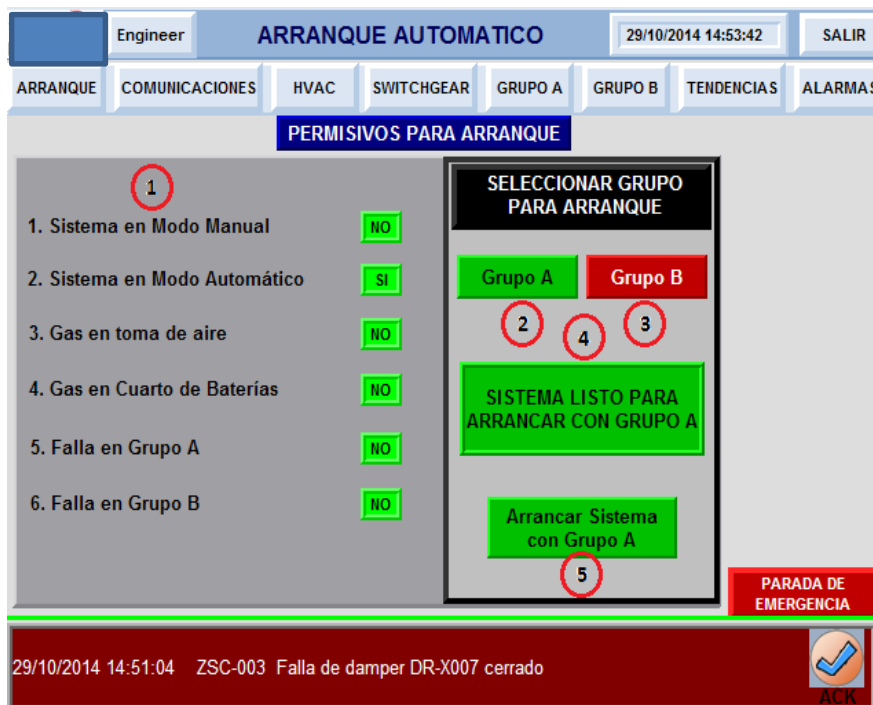 Engineer
ARRANQUE AUTOMATICO
29/10/2014 14:53:42
SALIR
ARRANQUE
COMUNICACIONES
HVAC
SWITCHGEAR
GRUPO A
GRUPO B
TENDENCIAS
ALARMAS
PERMISIVOS PARA ARRANQUE
1
1. Sistema en Modo Manual NO
2. Sistema en Modo Automático SI
3. Gas en toma de aire NO
4. Gas en Cuarto de Baterías NO
5. Falla en Grupo A NO
6. Falla en Grupo B NO
SELECCIONAR GRUPO
PARA ARRANQUE
Grupo A
Grupo B
2
4
3
SISTEMA LISTO PARA
ARRANCAR CON GRUPO A
Arrancar Sistema
con Grupo A
5
PARADA DE
EMERGENCIA
29/10/2014 14:51:04 ZSC-003 Falla de damper DR-X007 cerrado
ACK